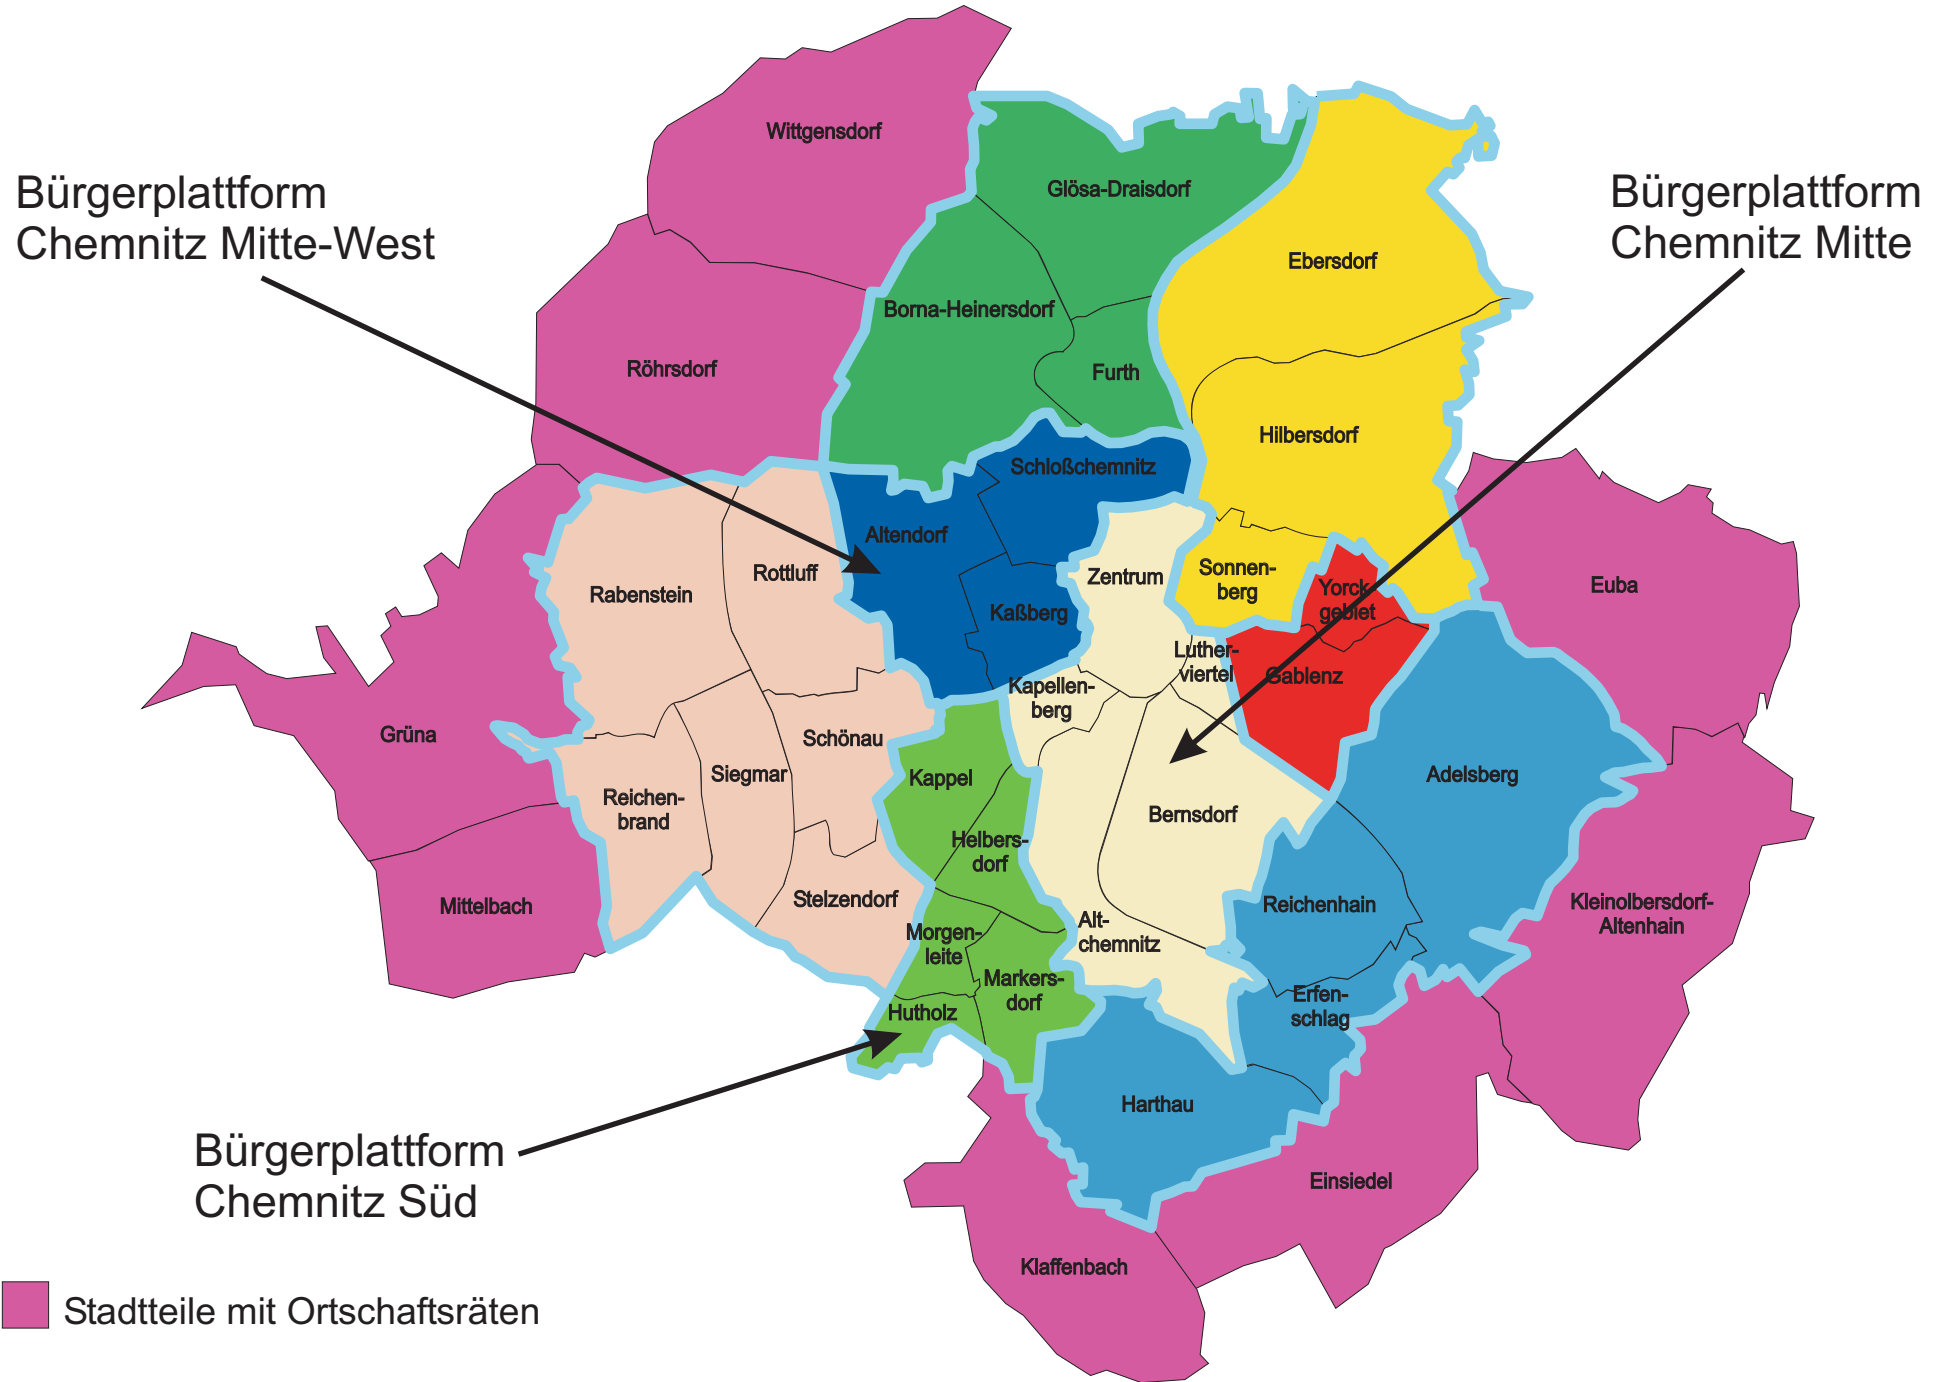 Wittgensdorf
Bürgerplattform
Chemnitz Mitte-West
Glösa-Draisdorf
Bürgerplattform
Chemnitz Mitte
Ebersdorf
Borna-Heinersdorf
Röhrsdorf
Furth
Hilbersdorf
Schloßchemnitz
Altendorf
Rottluff
Rabenstein
Zentrum
Sonnen-
berg
Yorck
gebiet
Euba
Kaßberg
Luther-
viertel
Gablenz
Kapellen-
berg
Grüna
Schönau
Siegmar
Kappel
Adelsberg
Reichen-
brand
Bernsdorf
Helbers-
dorf
Stelzendorf
Mittelbach
Reichenhain
Kleinolbersdorf-
Altenhain
Alt-
chemnitz
Morgen-
leite
Markers-
dorf
Hutholz
Erfen-
schlag
Harthau
Bürgerplattform
Chemnitz Süd
Einsiedel
Klaffenbach
Stadtteile mit Ortschaftsräten